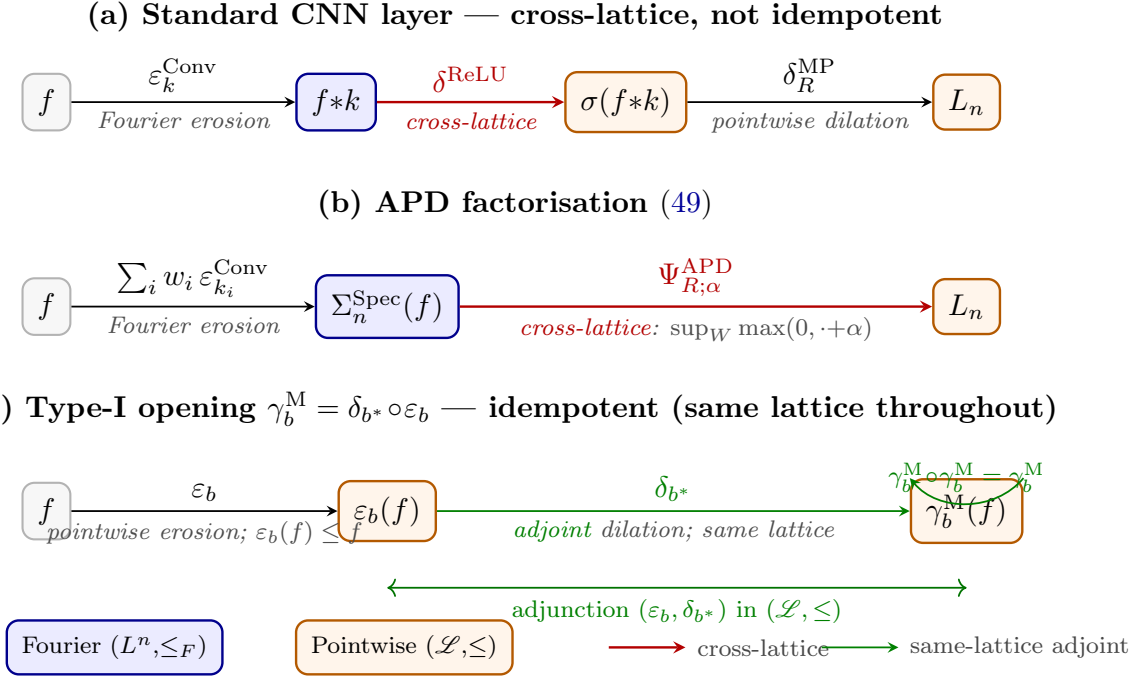 (a) Standard CNN layer — cross-lattice, not idempotent
f
ε_k^Conv
Fourier erosion
f*k
δ^ReLU
cross-lattice
σ(f*k)
δ_R^MP
pointwise dilation
L_n
(b) APD factorisation (49)
f
∑_i w_i ε_{k_i}^Conv
Fourier erosion
Σ_n^Spec(f)
Ψ_{R;α}^APD
cross-lattice: sup_W max(0, ·+α)
L_n
) Type-I opening γ_b^M = δ_{b*}∘ε_b — idempotent (same lattice throughout)
f
ε_b
pointwise erosion; ε_b(f) ≤ f
ε_b(f)
δ_{b*}
adjoint dilation; same lattice
γ_b^M∘γ_b^M = γ_b^M
γ_b^M(f)
adjunction (ε_b, δ_{b*}) in (ℒ, ≤)
Fourier (L^n, ≤_F)
Pointwise (ℒ, ≤)
cross-lattice
same-lattice adjoint